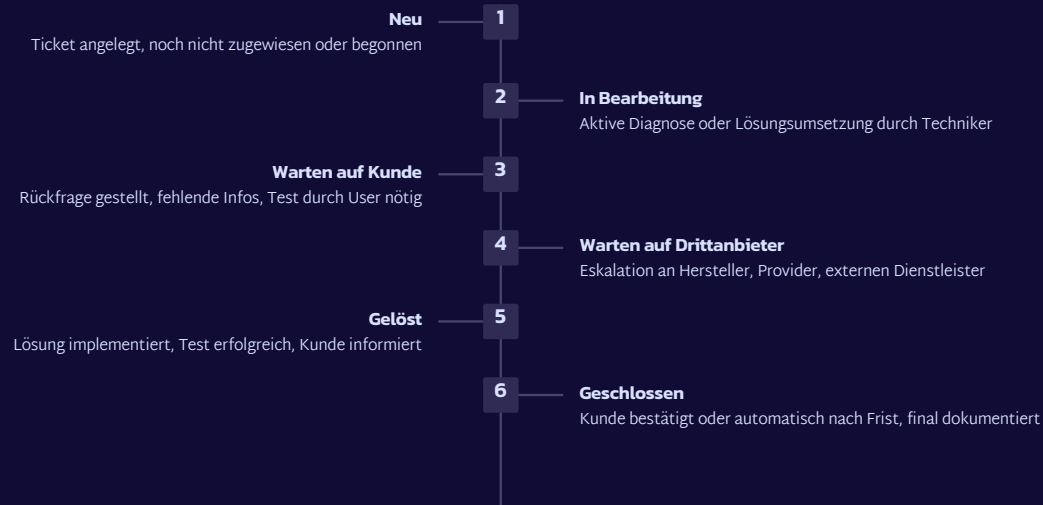 Neu
1
Ticket angelegt, noch nicht zugewiesen oder begonnen
2
In Bearbeitung
Aktive Diagnose oder Lösungsumsetzung durch Techniker
Warten auf Kunde
3
Rückfrage gestellt, fehlende Infos, Test durch User nötig
4
Warten auf Drittanbieter
Eskalation an Hersteller, Provider, externen Dienstleister
Gelöst
5
Lösung implementiert, Test erfolgreich, Kunde informiert
6
Geschlossen
Kunde bestätigt oder automatisch nach Frist, final dokumentiert